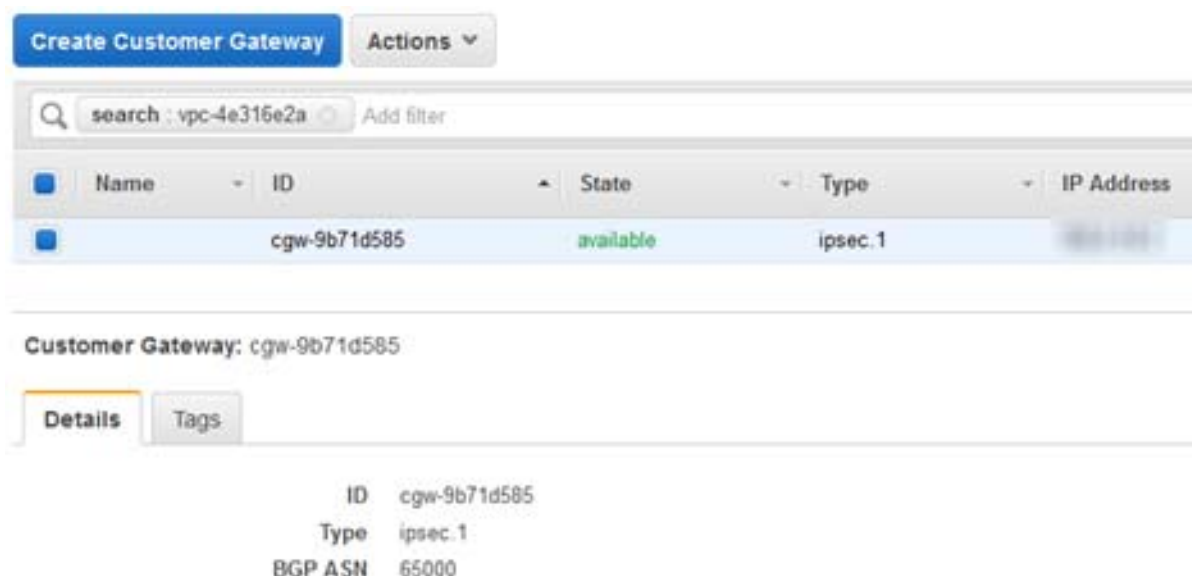 Create Customer Gateway Actions
search : vpc-4e316e2a Add filter
Name ID State Type IP Address
cgw-9b71d585 available ipsec.1
Customer Gateway: cgw-9b71d585
Details Tags
ID cgw-9b71d585
Type ipsec.1
BGP ASN 65000